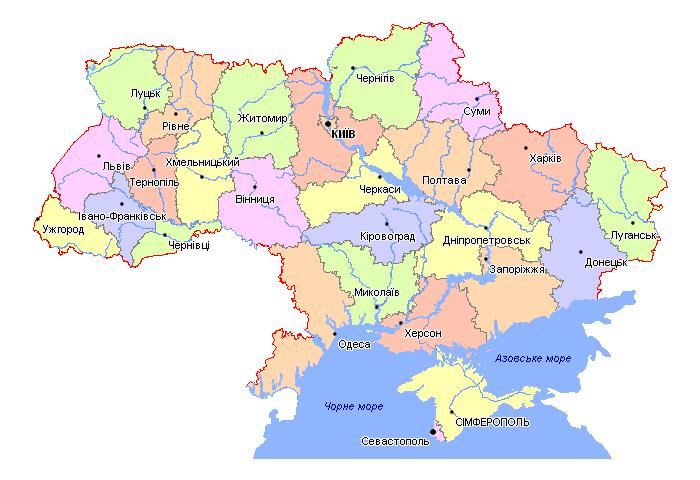 Чернігів
Луцьк
Суми
Рівне
Житомир
КИЇВ
Львів
Хмельницький
Харків
Тернопіль
Полтава
Черкаси
Вінниця
Івано-Франківськ
Ужгород
Чернівці
Кіровоград
Дніпропетровськ
Луганськ
Донецьк
Запоріжжя
Миколаїв
Херсон
Одеса
Азовське море
Чорне море
СІМФЕРОПОЛЬ
Севастополь